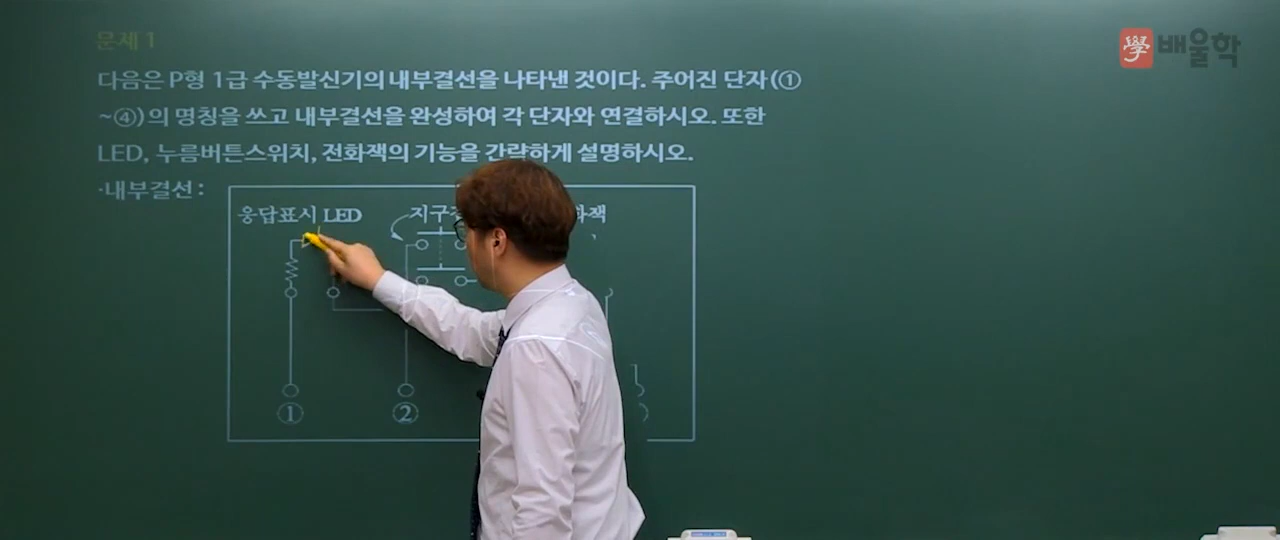 문제 1
學 배울학
다음은 P형 1급 수동발신기의 내부결선을 나타낸 것이다. 주어진 단자(①
~④)의 명칭을 쓰고 내부결선을 완성하여 각 단자와 연결하시오. 또한
LED, 누름버튼스위치, 전화잭의 기능을 간략하게 설명하시오.
·내부결선 :
응답표시 LED 지구
① ②